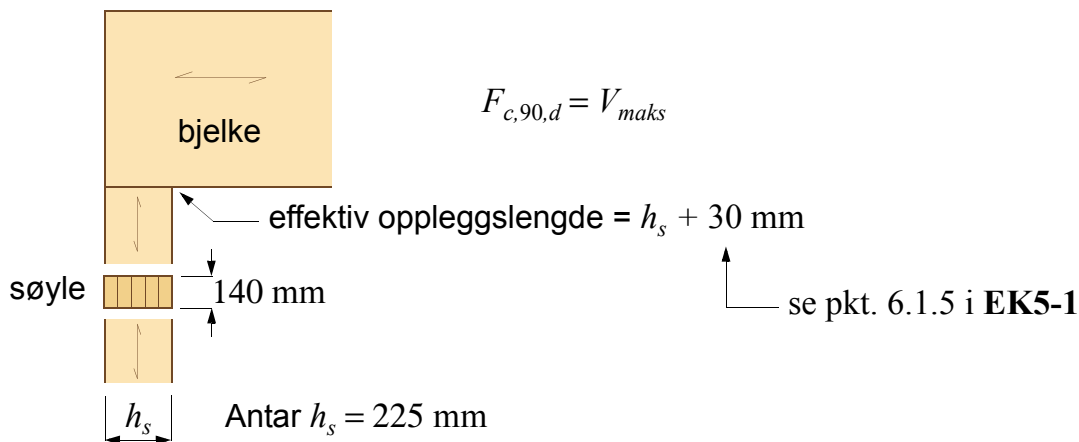 F_{c,90,d} = V_{maks}
bjelke
effektiv oppleggslengde = h_s + 30 mm
søyle
140 mm
se pkt. 6.1.5 i EK5-1
h_s
Antar h_s = 225 mm